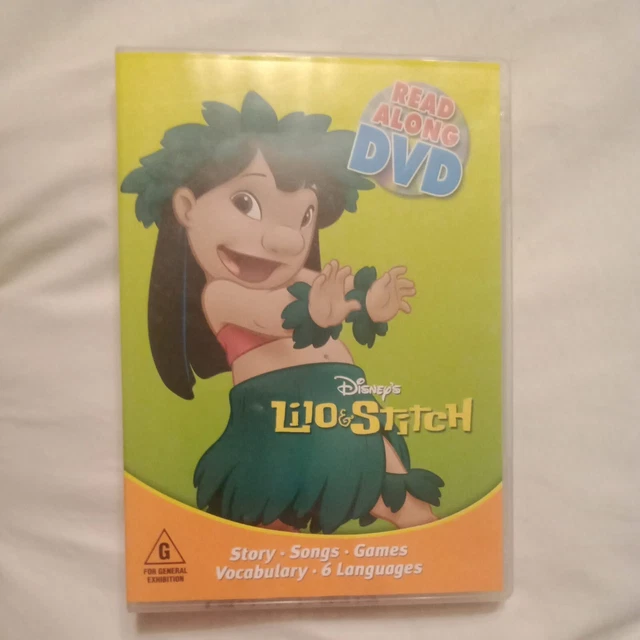 READ
ALONG
DVD
DISNEY'S
LILO & STITCH
G
FOR GENERAL
EXHIBITION
Story · Songs · Games
Vocabulary · 6 Languages